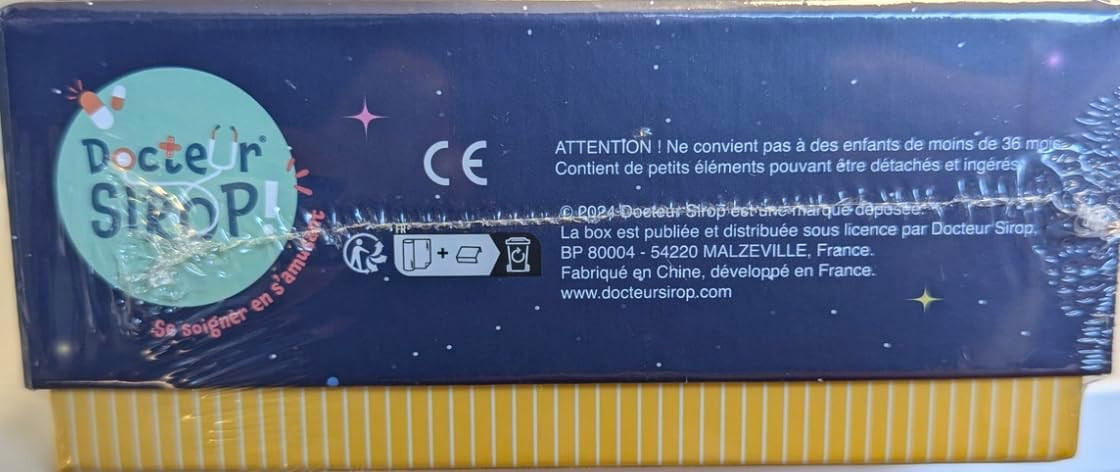 Docteur®
SIROP!
Se soigner en s'amusant
CE
ATTENTION ! Ne convient pas à des enfants de moins de 36 mois.
Contient de petits éléments pouvant être détachés et ingérés.
© 2024 Docteur Sirop est une marque déposée.
La box est publiée et distribuée sous licence par Docteur Sirop.
BP 80004 - 54220 MALZEVILLE, France.
Fabriqué en Chine, développé en France.
www.docteursirop.com
FR
+